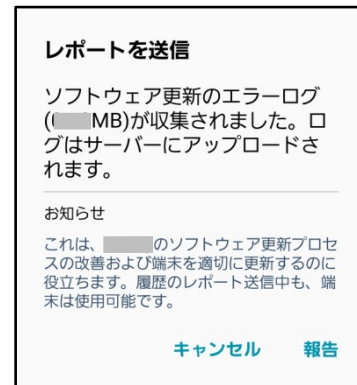 レポートを送信
ソフトウェア更新のエラーログ
(MB)が収集されました。ロ
グはサーバーにアップロードさ
れます。
お知らせ
これは、のソフトウェア更新プロセ
スの改善および端末を適切に更新するのに
役立ちます。履歴のレポート送信中も、端
末は使用可能です。
キャンセル 報告